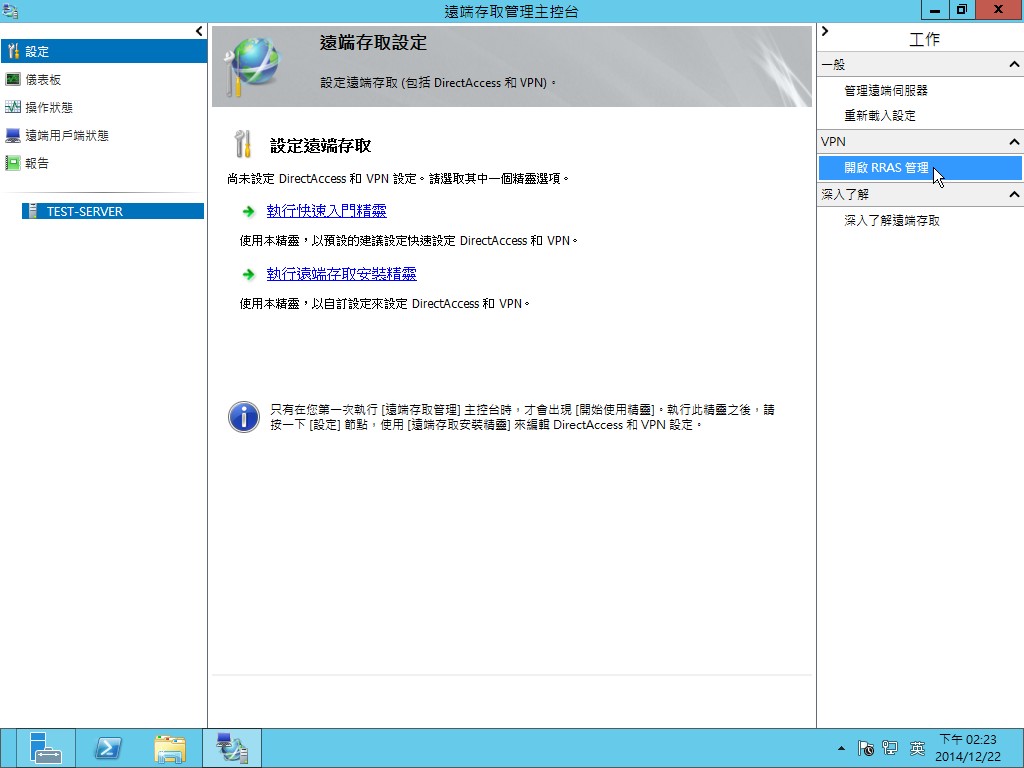 遠端存取管理主控台
設定
儀表板
操作狀態
遠端用戶端狀態
報告
TEST-SERVER
遠端存取設定
設定遠端存取 (包括 DirectAccess 和 VPN)。
設定遠端存取
尚未設定 DirectAccess 和 VPN 設定。請選取其中一個精靈選項。
執行快速入門精靈
使用本精靈，以預設的建議設定快速設定 DirectAccess 和 VPN。
執行遠端存取安裝精靈
使用本精靈，以自訂設定來設定 DirectAccess 和 VPN。
只有在您第一次執行 [遠端存取管理] 主控台時，才會出現 [開始使用精靈]。執行此精靈之後，請
按一下 [設定] 節點，使用 [遠端存取安裝精靈] 來編輯 DirectAccess 和 VPN 設定。
工作
一般
管理遠端伺服器
重新載入設定
VPN
開啟 RRAS 管理
深入了解
深入了解遠端存取
英
下午 02:23
2014/12/22